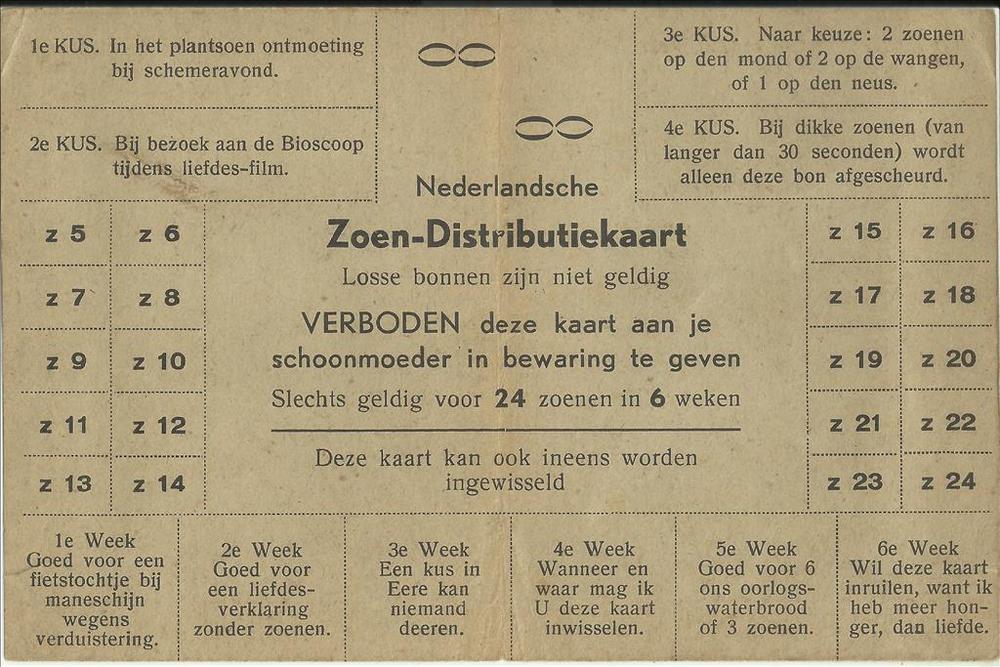 1e KUS. In het plantsoen ontmoeting
bij schemeravond.
2e KUS. Bij bezoek aan de Bioscoop
tijdens liefdes-film.
3e KUS. Naar keuze: 2 zoenen
op den mond of 2 op de wangen,
of 1 op den neus.
4e KUS. Bij dikke zoenen (van
langer dan 30 seconden) wordt
alleen deze bon afgescheurd.
Nederlandsche
Zoen-Distributiekaart
Losse bonnen zijn niet geldig
VERBODEN deze kaart aan je
schoonmoeder in bewaring te geven
Slechts geldig voor 24 zoenen in 6 weken
Deze kaart kan ook ineens worden
ingewisseld
z 5 z 6
z 7 z 8
z 9 z 10
z 11 z 12
z 13 z 14
z 15 z 16
z 17 z 18
z 19 z 20
z 21 z 22
z 23 z 24
1e Week
Goed voor een
fietstochtje bij
maneschijn
wegens
verduistering.
2e Week
Goed voor
een liefdes-
verklaring
zonder zoenen.
3e Week
Een kus in
Eere kan
niemand
deeren.
4e Week
Wanneer en
waar mag ik
U deze kaart
inwisselen.
5e Week
Goed voor 6
ons oorlogs-
waterbrood
of 3 zoenen.
6e Week
Wil deze kaart
inruilen, want ik
heb meer hon-
ger, dan liefde.